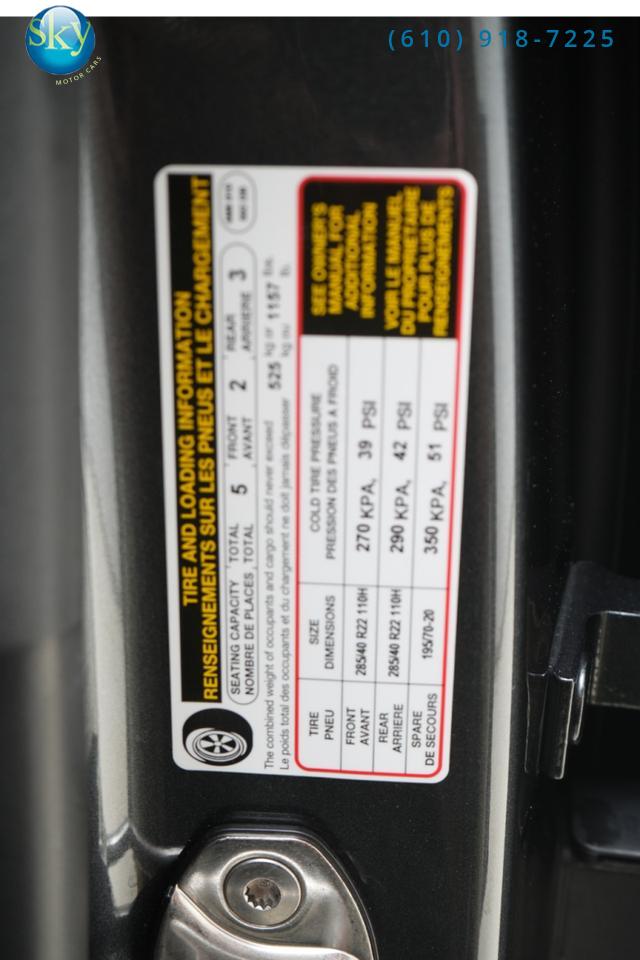 Sky
MOTOR CARS
(610) 918-7225
TIRE AND LOADING INFORMATION
RENSEIGNEMENTS SUR LES PNEUS ET LE CHARGEMENT
SEATING CAPACITY TOTAL 5 FRONT 2 REAR 3
NOMBRE DE PLACES TOTAL AVANT ARRIERE
The combined weight of occupants and cargo should never exceed 525 kg or 1157 lbs.
Le poids total des occupants et du chargement ne doit jamais dépasser kg ou lb.
TIRE SIZE COLD TIRE PRESSURE
PNEU DIMENSIONS PRESSION DES PNEUS A FROID
FRONT
AVANT 285/40 R22 110H 270 KPA, 39 PSI
REAR
ARRIERE 285/40 R22 110H 290 KPA, 42 PSI
SPARE
DE SECOURS 195/70-20 350 KPA, 51 PSI
SEE OWNER'S
MANUAL FOR
ADDITIONAL
INFORMATION
VOIR LE MANUEL
DU PROPRIETAIRE
POUR PLUS DE
RENSEIGNEMENTS